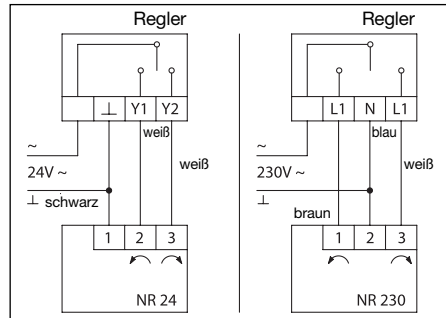 Regler
⊥ Y1 Y2
weiß
~
24V ~
weiß
⊥ schwarz
1 2 3
NR 24
Regler
L1 N L1
blau
~
230V ~
weiß
⊥
braun
1 2 3
NR 230